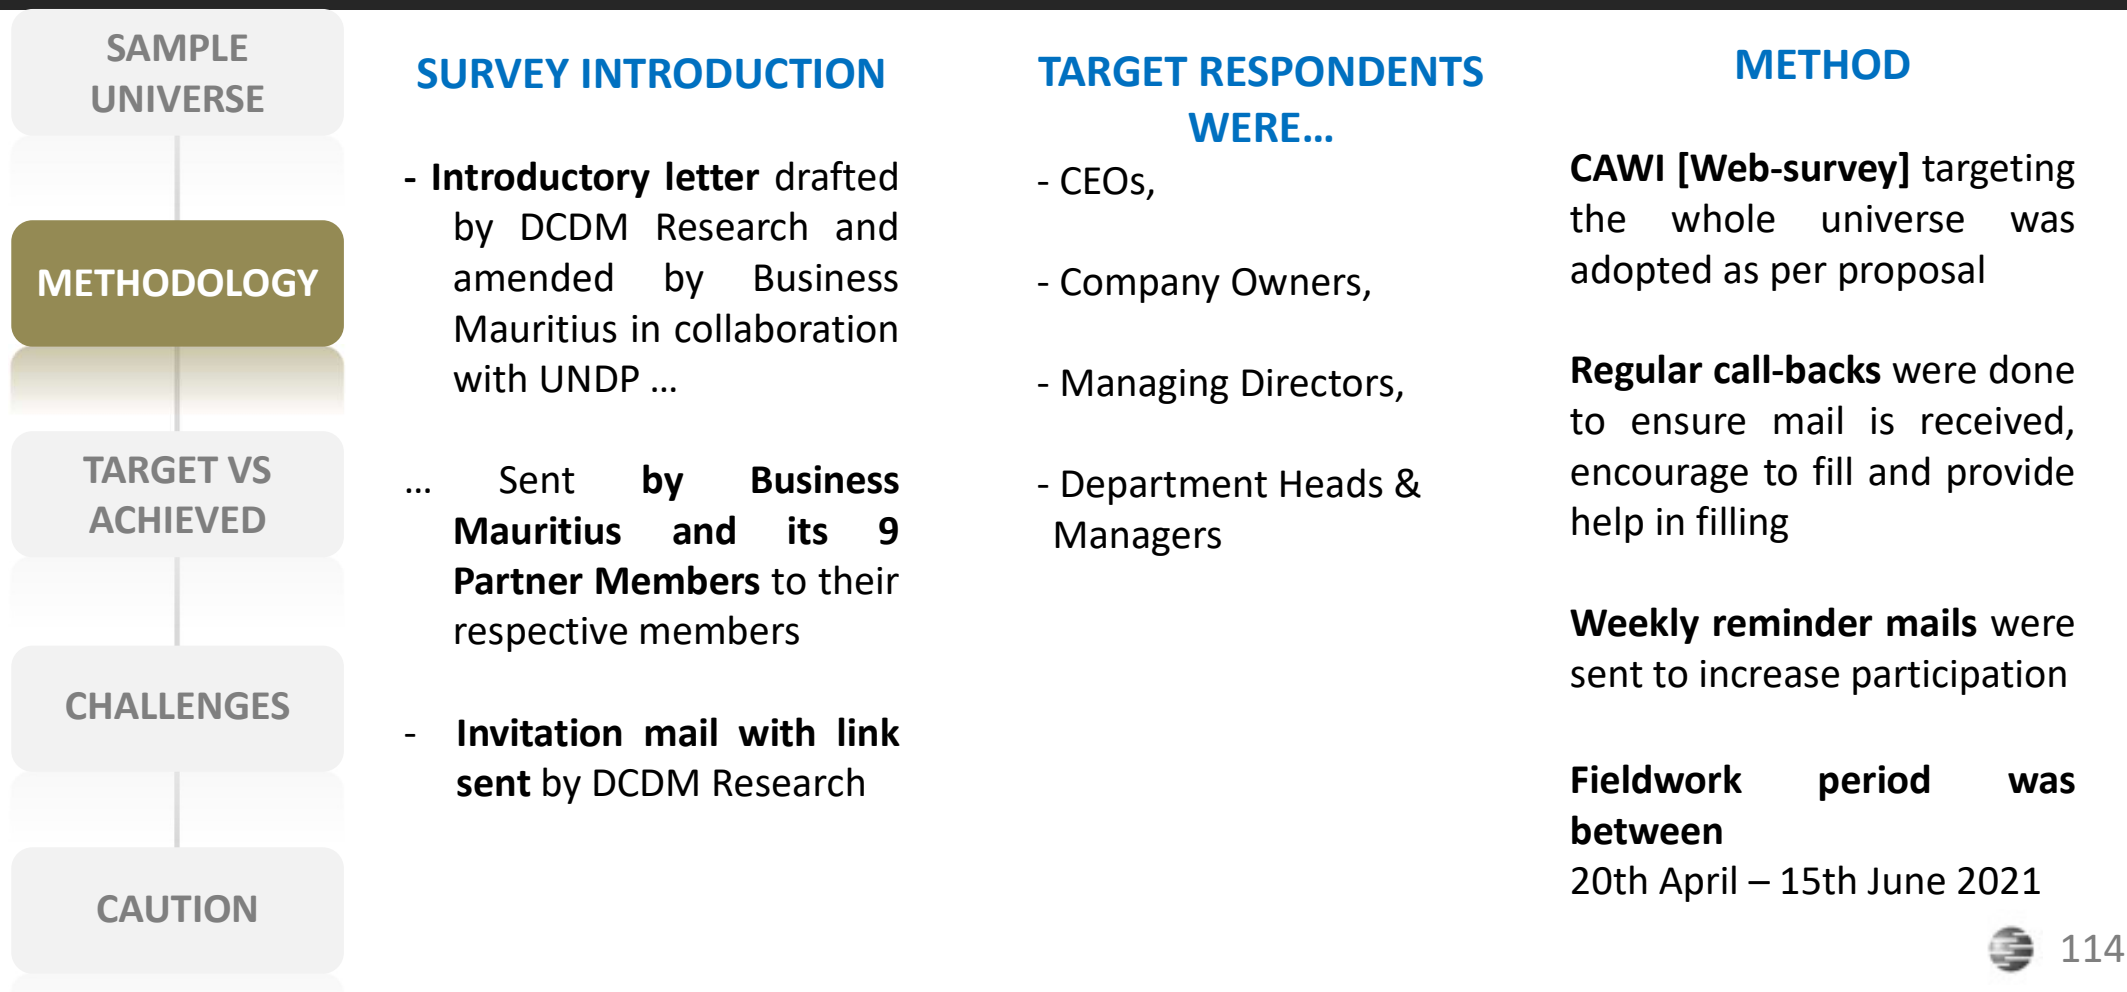 SAMPLE
UNIVERSE
METHODOLOGY
TARGET VS
ACHIEVED
CHALLENGES
CAUTION
SURVEY INTRODUCTION
- Introductory letter drafted
by DCDM Research and
amended by Business
Mauritius in collaboration
with UNDP …
… Sent by Business
Mauritius and its 9
Partner Members to their
respective members
- Invitation mail with link
sent by DCDM Research
TARGET RESPONDENTS
WERE…
- CEOs,
- Company Owners,
- Managing Directors,
- Department Heads &
Managers
METHOD
CAWI [Web-survey] targeting
the whole universe was
adopted as per proposal
Regular call-backs were done
to ensure mail is received,
encourage to fill and provide
help in filling
Weekly reminder mails were
sent to increase participation
Fieldwork period was
between
20th April – 15th June 2021
114